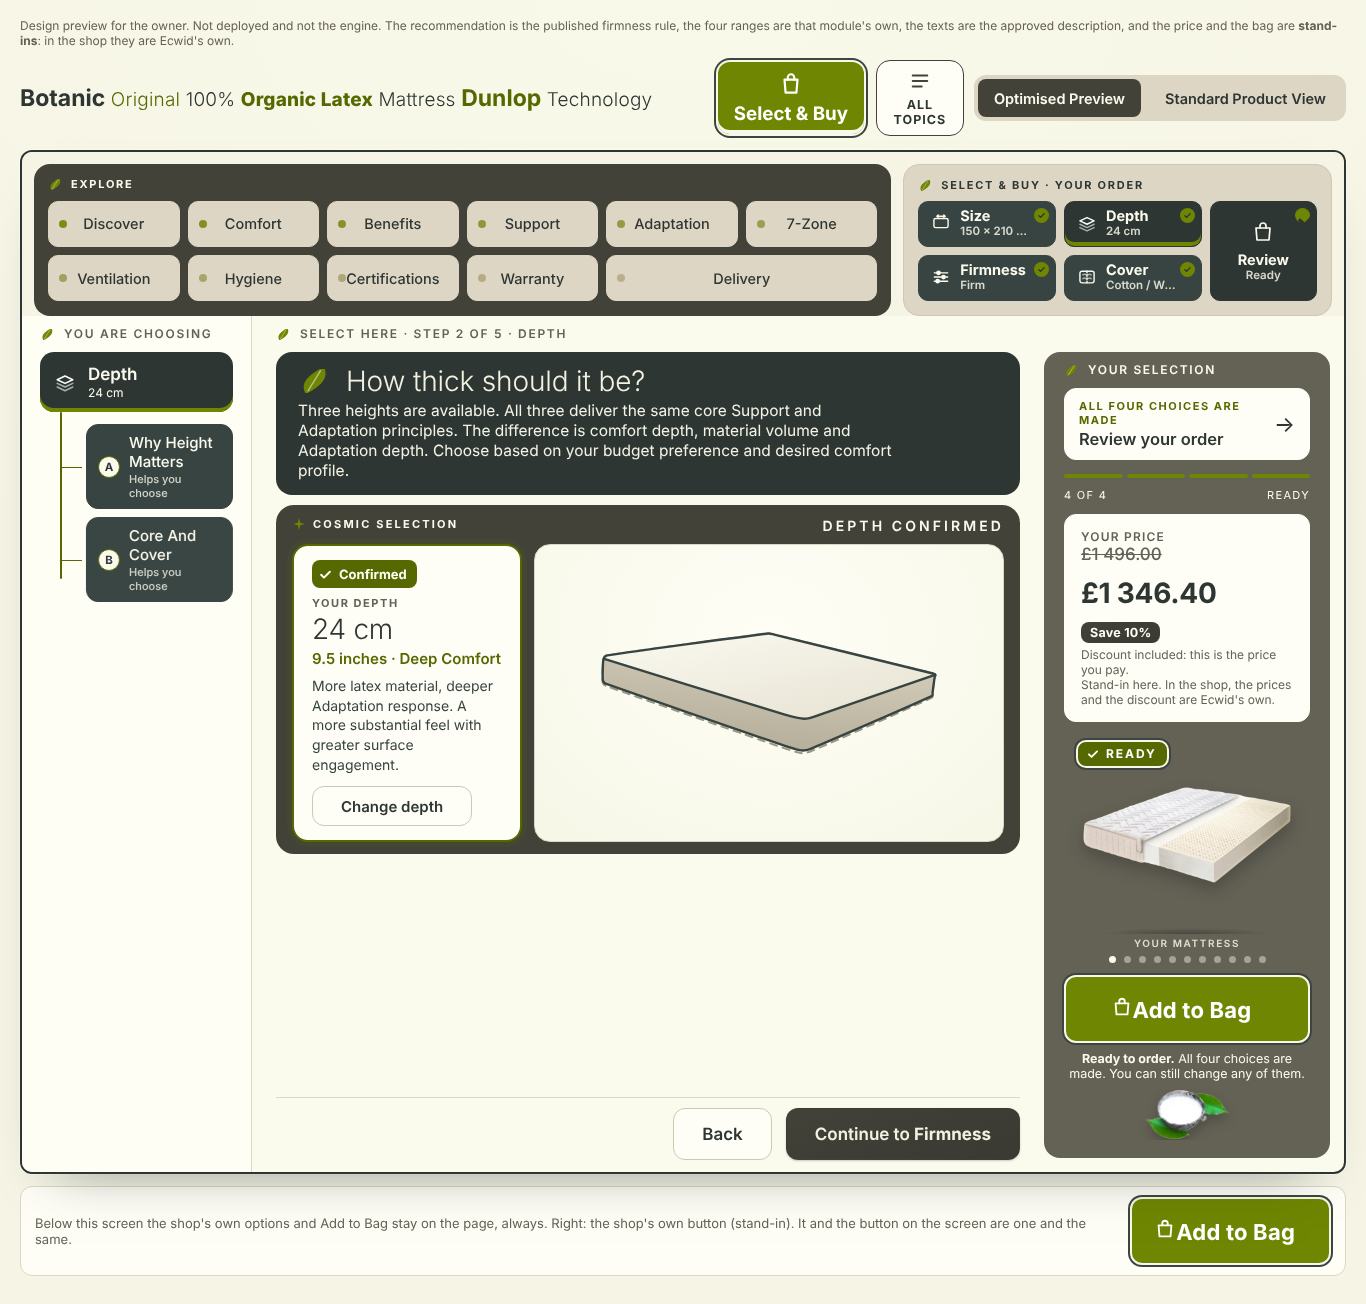 Design preview for the owner. Not deployed and not the engine. The recommendation is the published firmness rule, the four ranges are that module's own, the texts are the approved description, and the price and the bag are stand-
ins: in the shop they are Ecwid's own.
Botanic Original 100% Organic Latex Mattress Dunlop Technology
Select & Buy
ALL
TOPICS
Optimised Preview
Standard Product View
EXPLORE
Discover
Comfort
Benefits
Support
Adaptation
7-Zone
Ventilation
Hygiene
Certifications
Warranty
Delivery
SELECT & BUY · YOUR ORDER
Size
150 × 210 ...
Depth
24 cm
Firmness
Firm
Cover
Cotton / W...
Review
Ready
YOU ARE CHOOSING
Depth
24 cm
A
Why Height
Matters
Helps you
choose
B
Core And
Cover
Helps you
choose
SELECT HERE · STEP 2 OF 5 · DEPTH
How thick should it be?
Three heights are available. All three deliver the same core Support and
Adaptation principles. The difference is comfort depth, material volume and
Adaptation depth. Choose based on your budget preference and desired comfort
profile.
COSMIC SELECTION
DEPTH CONFIRMED
Confirmed
YOUR DEPTH
24 cm
9.5 inches · Deep Comfort
More latex material, deeper
Adaptation response. A
more substantial feel with
greater surface
engagement.
Change depth
Back
Continue to Firmness
YOUR SELECTION
ALL FOUR CHOICES ARE
MADE
Review your order
4 OF 4
READY
YOUR PRICE
£1 496.00
£1 346.40
Save 10%
Discount included: this is the price
you pay.
Stand-in here. In the shop, the prices
and the discount are Ecwid's own.
READY
YOUR MATTRESS
Add to Bag
Ready to order. All four choices are
made. You can still change any of them.
Below this screen the shop's own options and Add to Bag stay on the page, always. Right: the shop's own button (stand-in). It and the button on the screen are one and the
same.
Add to Bag